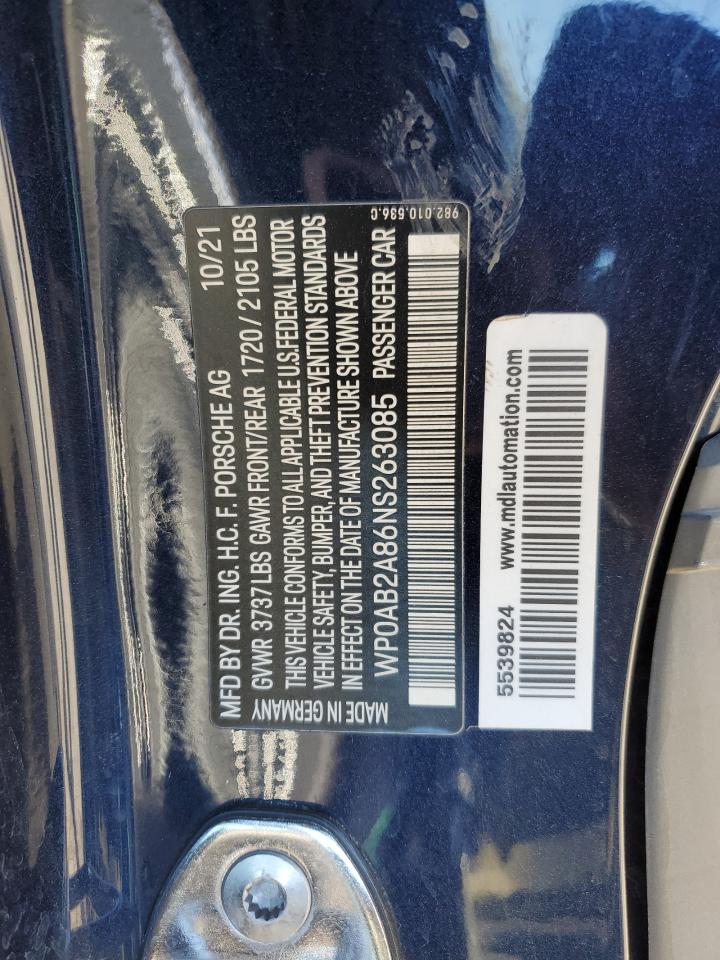 MFD BY DR. ING. H.C. F. PORSCHE AG 10/21
GVWR 3737 LBS GAWR FRONT/REAR 1720/2105 LBS
THIS VEHICLE CONFORMS TO ALL APPLICABLE U.S. FEDERAL MOTOR
VEHICLE SAFETY, BUMPER, AND THEFT PREVENTION STANDARDS
IN EFFECT ON THE DATE OF MANUFACTURE SHOWN ABOVE
MADE IN GERMANY
WP0AB2A86NS263085 PASSENGER CAR
982.010.536.C
5539824 www.mdlautomation.com